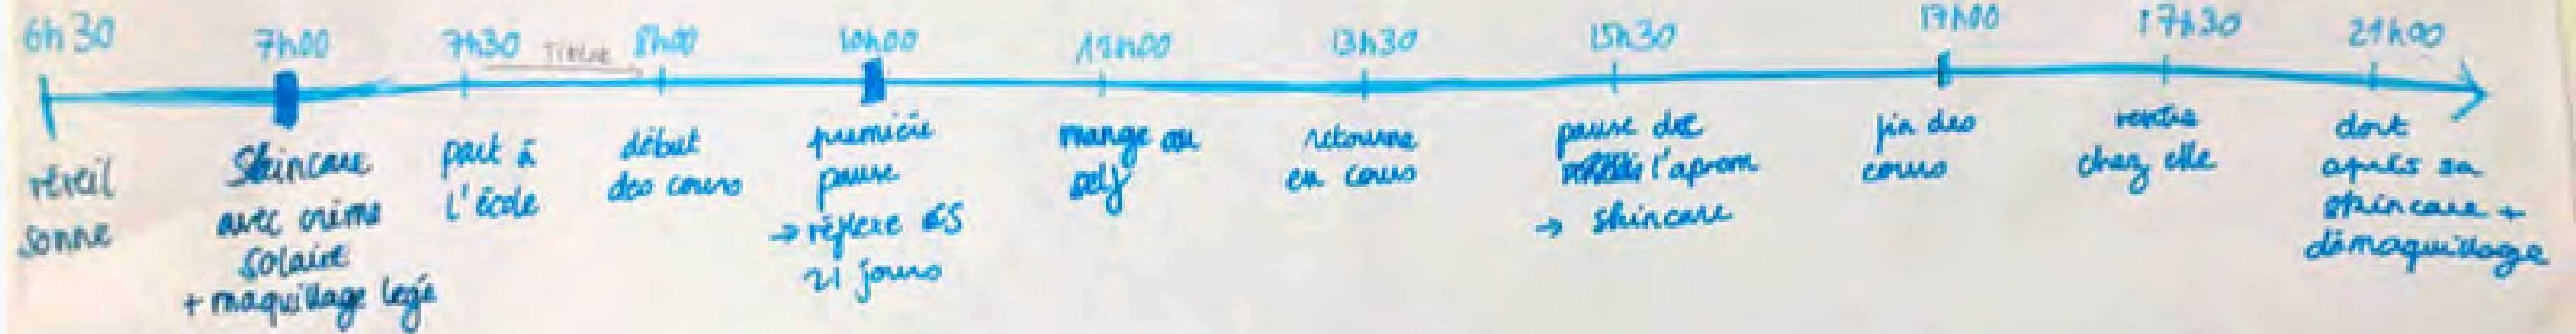 6h30
7h00
7h30
8h00
10h00
12h00
13h30
15h30
17h00
17h30
21h00
réveil
sonne
Skincare
avec crème
solaire
+ maquillage legé
part à
l'école
début
des cours
première
pause
→ réflexe
21 jours
mange au
self
retourne
en cours
pause de
l'aprem
→ skincare
fin des
cours
rentre
chez elle
dort
après sa
skincare +
démaquillage